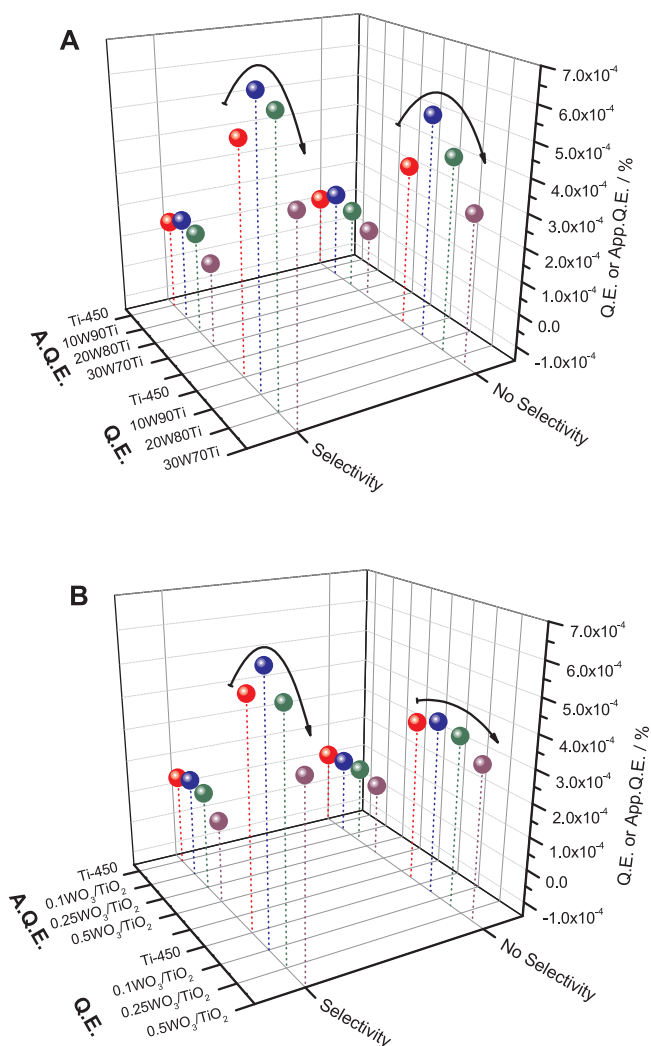 A
7.0x10⁻⁴
6.0x10⁻⁴
5.0x10⁻⁴
4.0x10⁻⁴
3.0x10⁻⁴
2.0x10⁻⁴
1.0x10⁻⁴
0.0
-1.0x10⁻⁴
Q.E. or App.Q.E. / %
Ti-450
10W90Ti
20W80Ti
30W70Ti
A.Q.E.
Ti-450
10W90Ti
20W80Ti
30W70Ti
Q.E.
Selectivity
No Selectivity
B
7.0x10⁻⁴
6.0x10⁻⁴
5.0x10⁻⁴
4.0x10⁻⁴
3.0x10⁻⁴
2.0x10⁻⁴
1.0x10⁻⁴
0.0
-1.0x10⁻⁴
Q.E. or App.Q.E. / %
Ti-450
0.1WO₃/TiO₂
0.25WO₃/TiO₂
0.5WO₃/TiO₂
A.Q.E.
Ti-450
0.1WO₃/TiO₂
0.25WO₃/TiO₂
0.5WO₃/TiO₂
Q.E.
Selectivity
No Selectivity